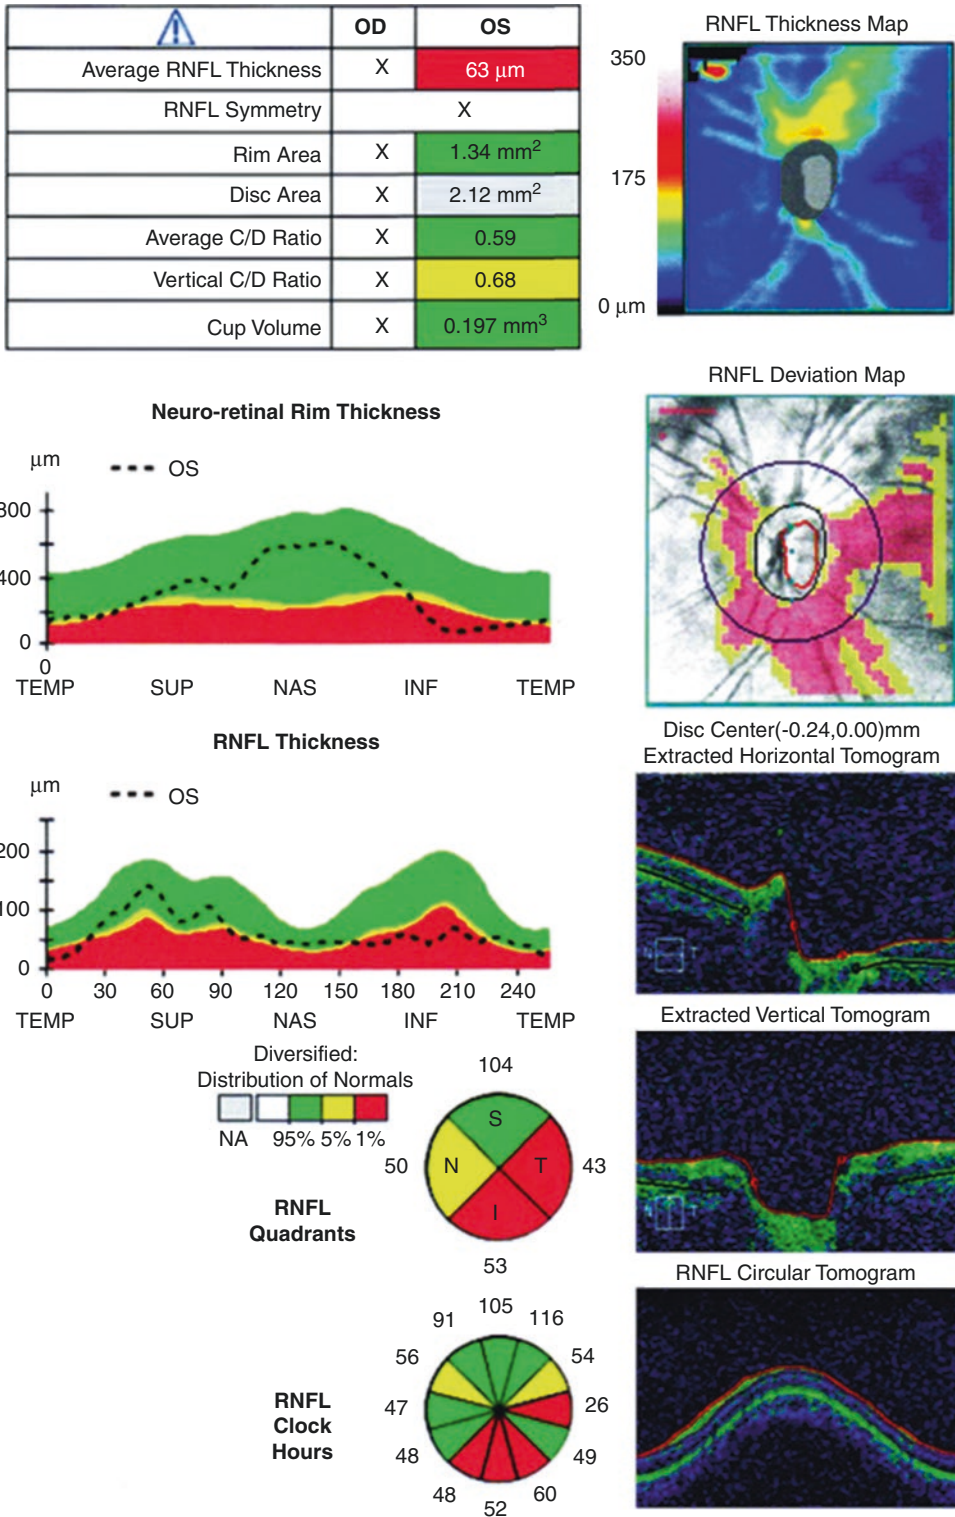 OD OS
Average RNFL Thickness X 63 µm
RNFL Symmetry X
Rim Area X 1.34 mm²
Disc Area X 2.12 mm²
Average C/D Ratio X 0.59
Vertical C/D Ratio X 0.68
Cup Volume X 0.197 mm³
RNFL Thickness Map
350
175
0 µm
RNFL Deviation Map
Disc Center(-0.24,0.00)mm
Neuro-retinal Rim Thickness
µm
OS
800
400
0
0
TEMP SUP NAS INF TEMP
RNFL Thickness
µm
OS
200
100
0
0 30 60 90 120 150 180 210 240
TEMP SUP NAS INF TEMP
Extracted Horizontal Tomogram
Extracted Vertical Tomogram
RNFL Circular Tomogram
Diversified:
Distribution of Normals
NA 95% 5% 1%
RNFL
Quadrants
104
S
50 N T 43
I
53
RNFL
Clock
Hours
105
91 116
56 54
47 26
48 49
48 60
52